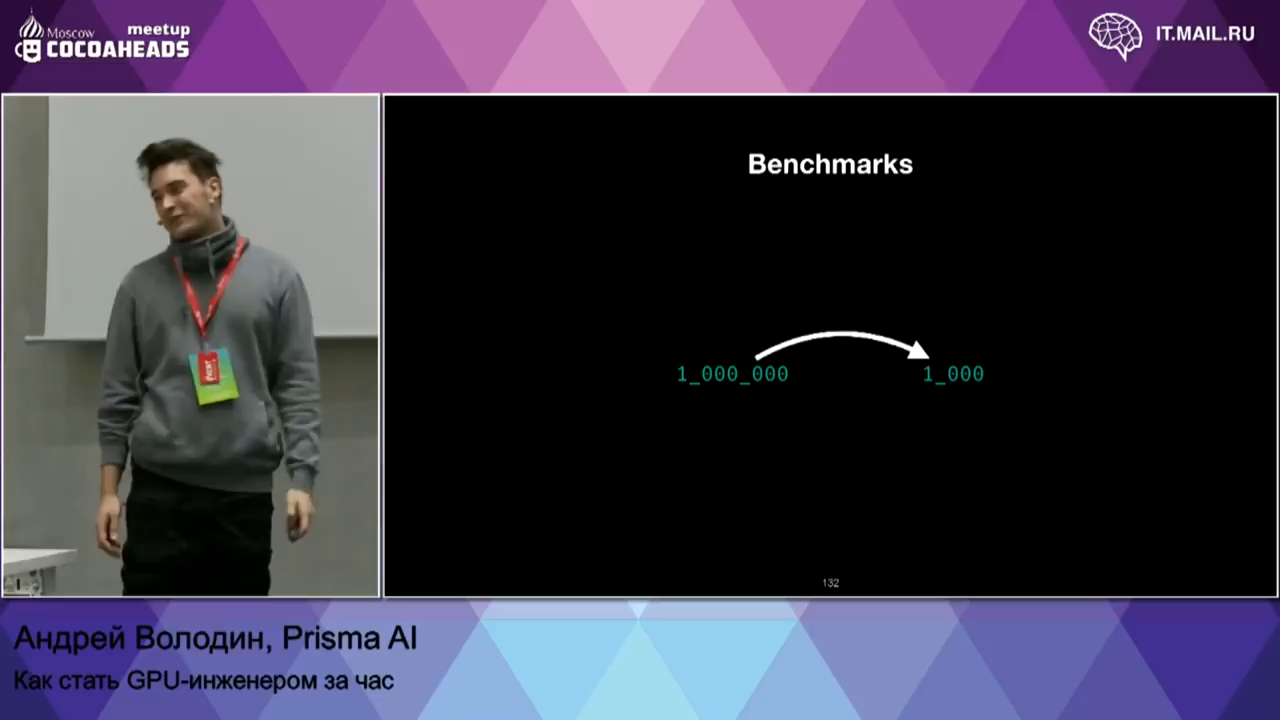 Moscow meetup
COCOAHEADS
IT.MAIL.RU
Benchmarks
1_000_000
1_000
132
Андрей Володин, Prisma AI
Как стать GPU-инженером за час